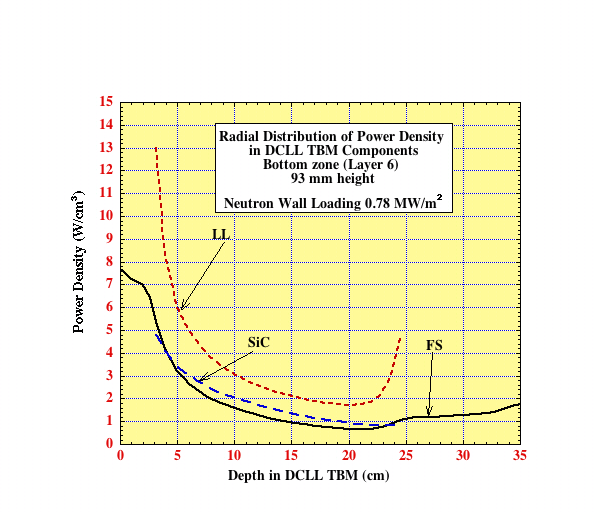 15
14
13
12
11
10
9
8
7
6
5
4
3
2
1
0
Power Density (W/cm³)
Radial Distribution of Power Density
in DCLL TBM Components
Bottom zone (Layer 6)
93 mm height
Neutron Wall Loading 0.78 MW/m²
LL
SiC
FS
0 5 10 15 20 25 30 35
Depth in DCLL TBM (cm)